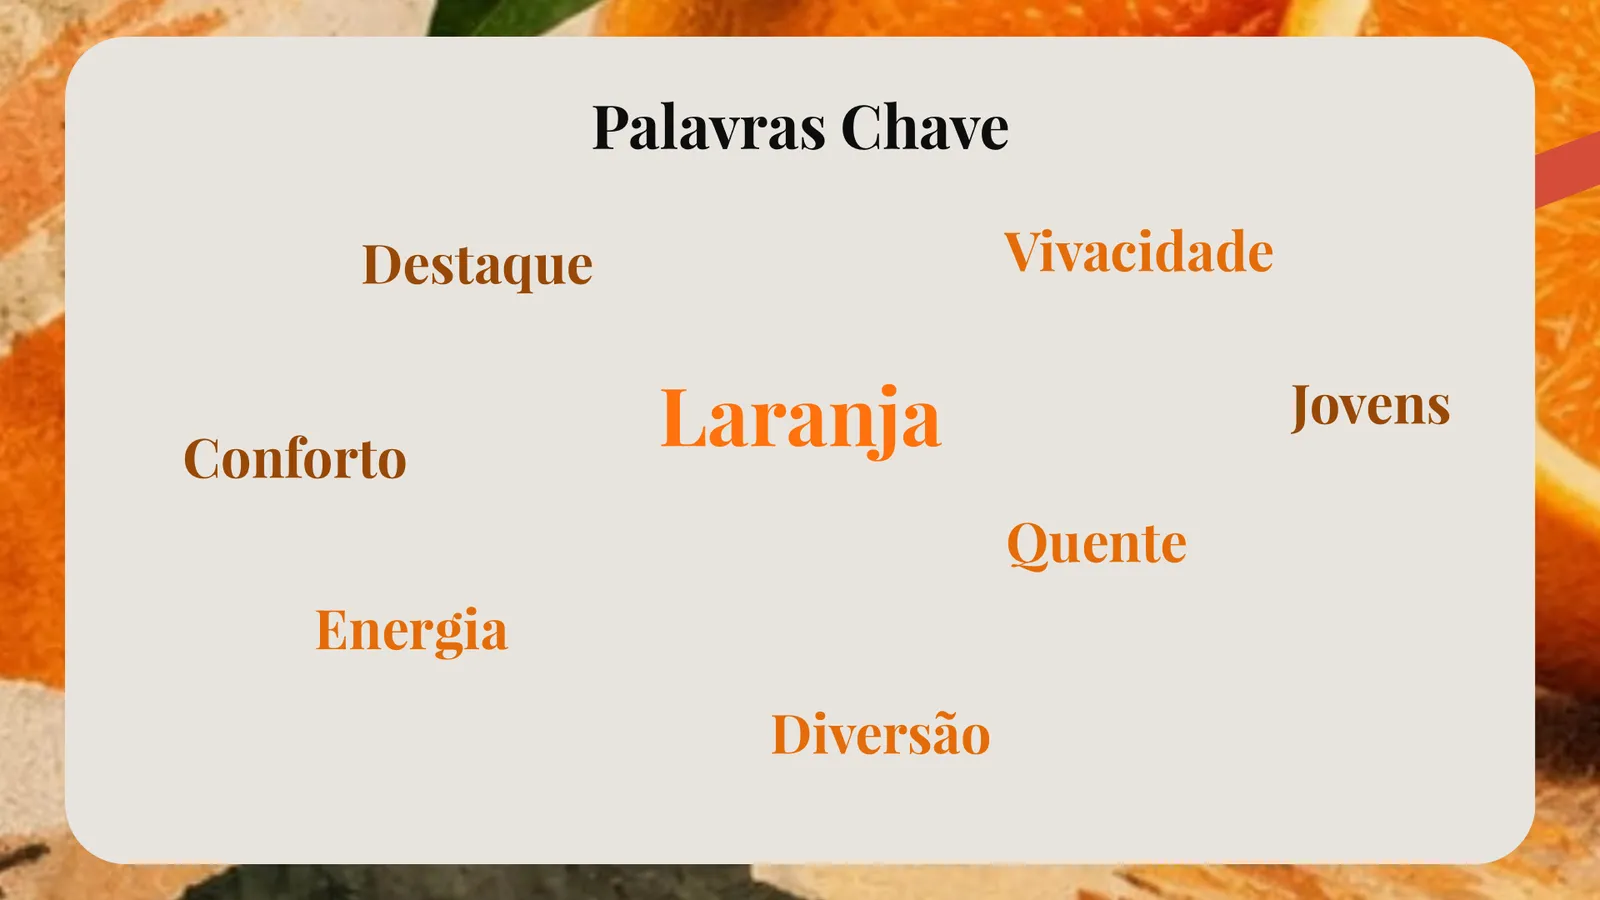 Palavras Chave
Destaque
Vivacidade
Laranja
Jovens
Conforto
Quente
Energia
Diversão